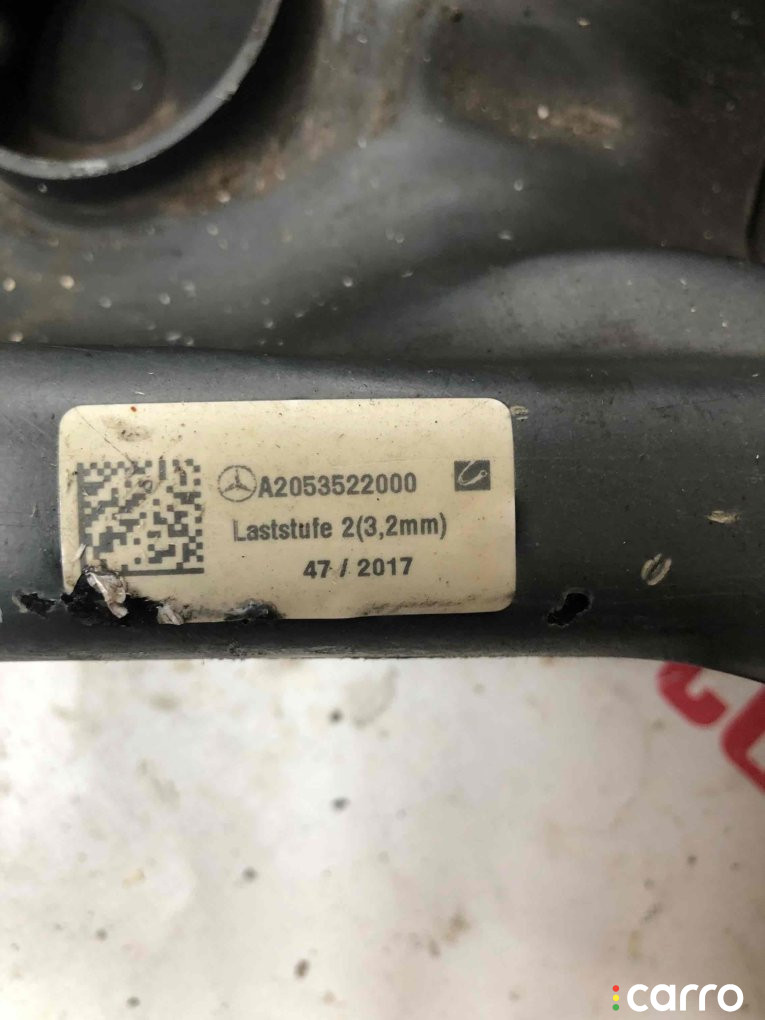 A2053522000
Laststufe 2(3,2mm)
47 / 2017
carro